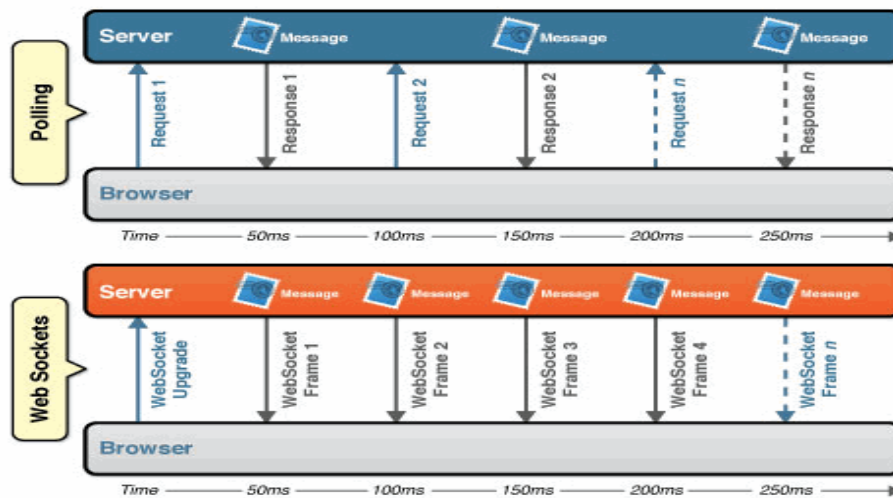 Polling
Server
Message
Message
Message
Request 1
Response 1
Request 2
Response 2
Request n
Response n
Browser
Time 50ms 100ms 150ms 200ms 250ms
Web Sockets
Server
Message
Message
Message
Message
Message
WebSocket
Upgrade
WebSocket
Frame 1
WebSocket
Frame 2
WebSocket
Frame 3
WebSocket
Frame 4
WebSocket
Frame n
Browser
Time 50ms 100ms 150ms 200ms 250ms